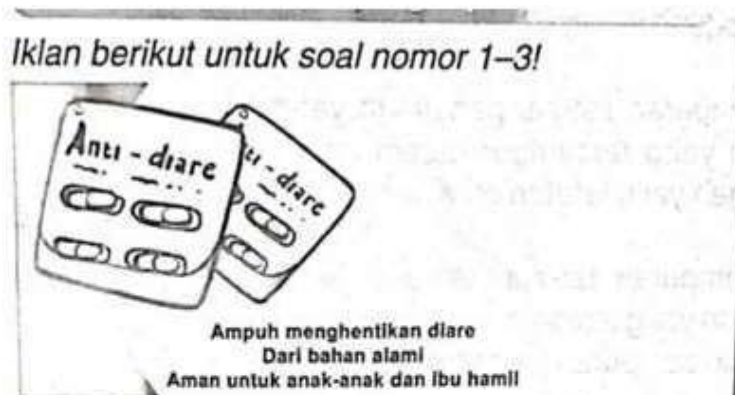 Iklan berikut untuk soal nomor 1–3!
Anti - diare
ti - diare
Ampuh menghentikan diare
Dari bahan alami
Aman untuk anak-anak dan ibu hamil